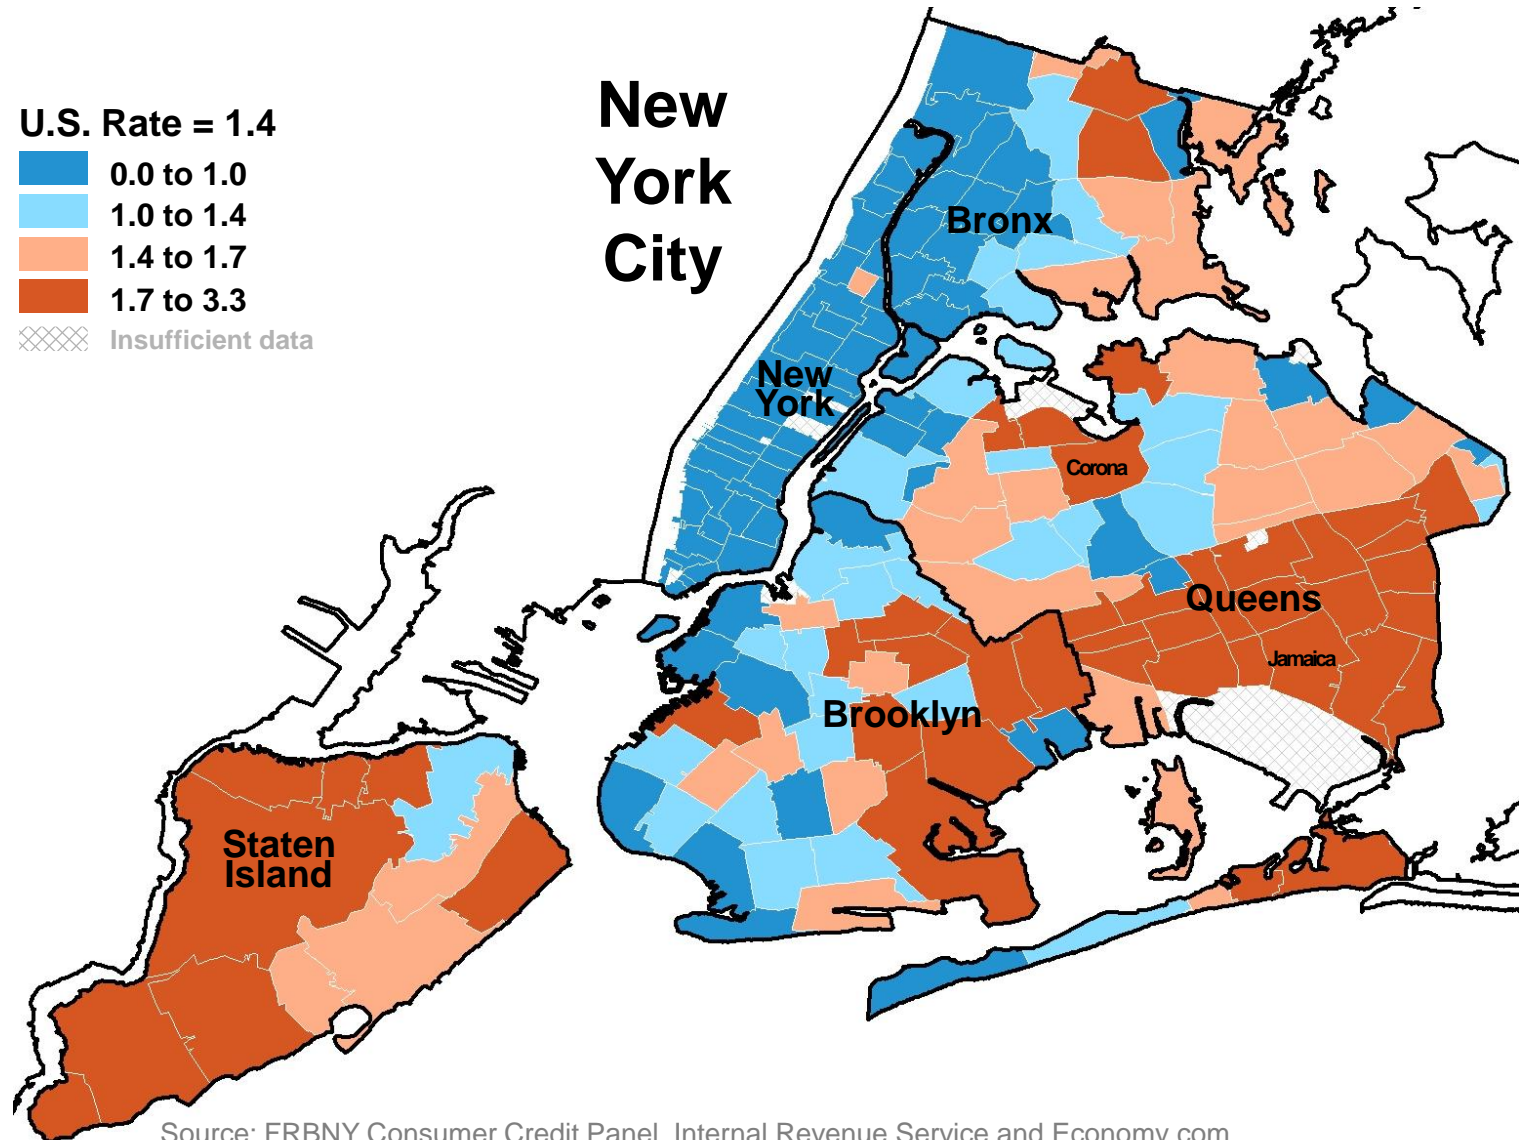 New
York
City
U.S. Rate = 1.4
0.0 to 1.0
1.0 to 1.4
1.4 to 1.7
1.7 to 3.3
Insufficient data
Bronx
New
York
Corona
Queens
Jamaica
Brooklyn
Staten
Island
Source: FRBNY Consumer Credit Panel, Internal Revenue Service and Economy.com